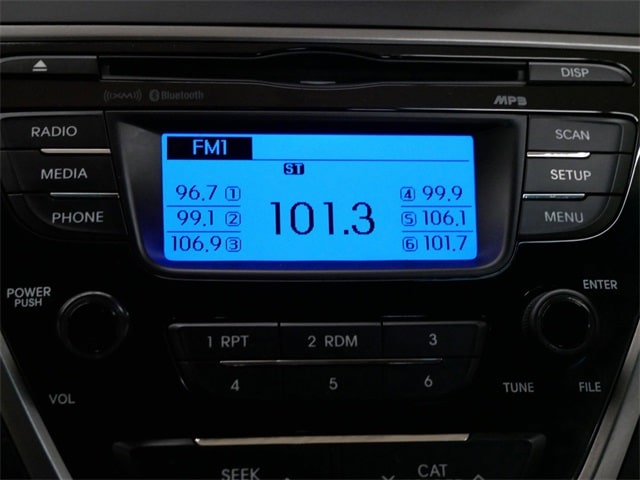 DISP
((XM)) Bluetooth MP3
RADIO
MEDIA
PHONE
FM1
ST
96.7 1
99.1 2
106.9 3
101.3
4 99.9
5 106.1
6 101.7
SCAN
SETUP
MENU
POWER
PUSH
VOL
1 RPT 2 RDM 3
4 5 6
ENTER
TUNE FILE
SEEK CAT